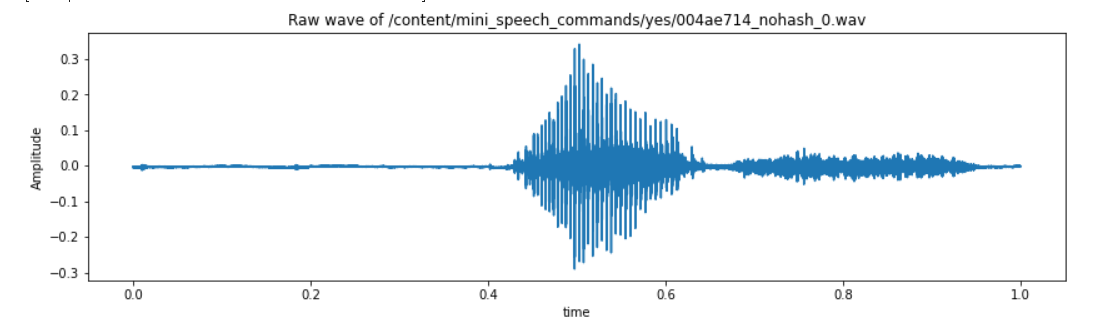 Raw wave of /content/mini_speech_commands/yes/004ae714_nohash_0.wav
0.3
0.2
0.1
0.0
−0.1
−0.2
−0.3
Amplitude
0.0 0.2 0.4 0.6 0.8 1.0
time